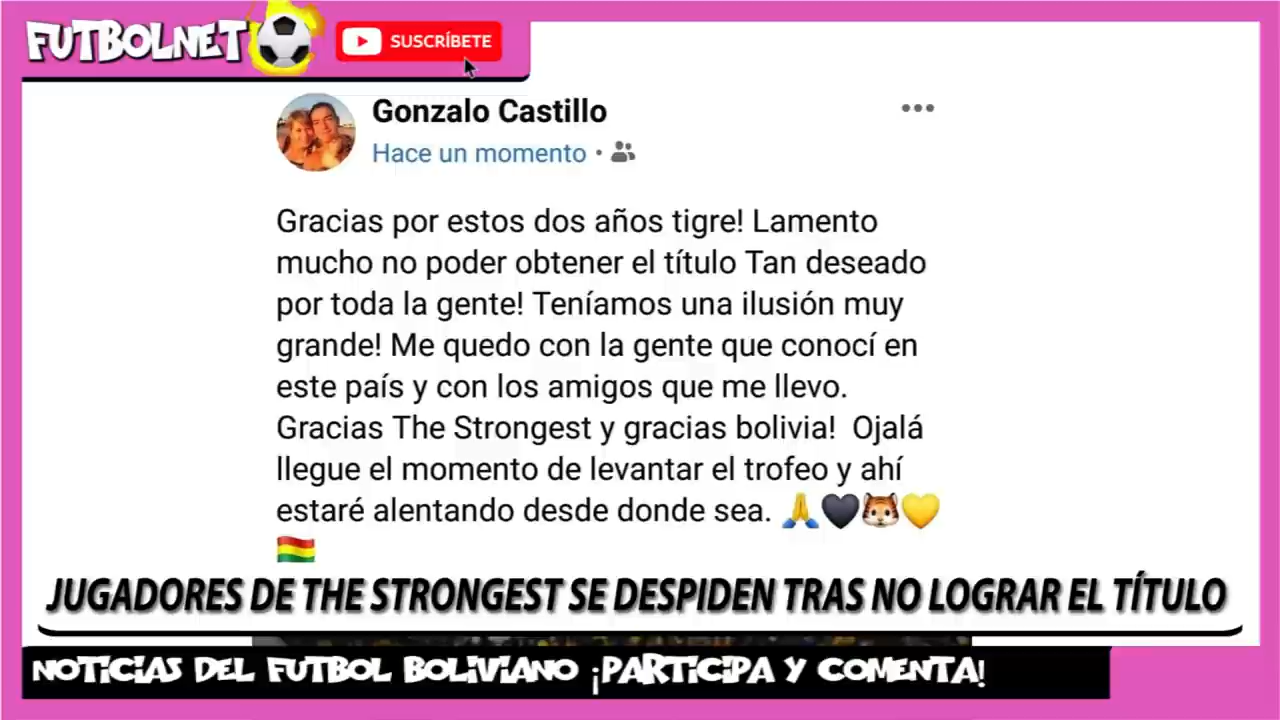 FUTBOLNET
SUSCRÍBETE
Gonzalo Castillo
Hace un momento ·
Gracias por estos dos años tigre! Lamento
mucho no poder obtener el título Tan deseado
por toda la gente! Teníamos una ilusión muy
grande! Me quedo con la gente que conocí en
este país y con los amigos que me llevo.
Gracias The Strongest y gracias bolivia!  Ojalá
llegue el momento de levantar el trofeo y ahí
estaré alentando desde donde sea. 🙏🖤🐯💛
🇧🇴
JUGADORES DE THE STRONGEST SE DESPIDEN TRAS NO LOGRAR EL TÍTULO
NOTICIAS DEL FUTBOL BOLIVIANO ¡PARTICIPA Y COMENTA!